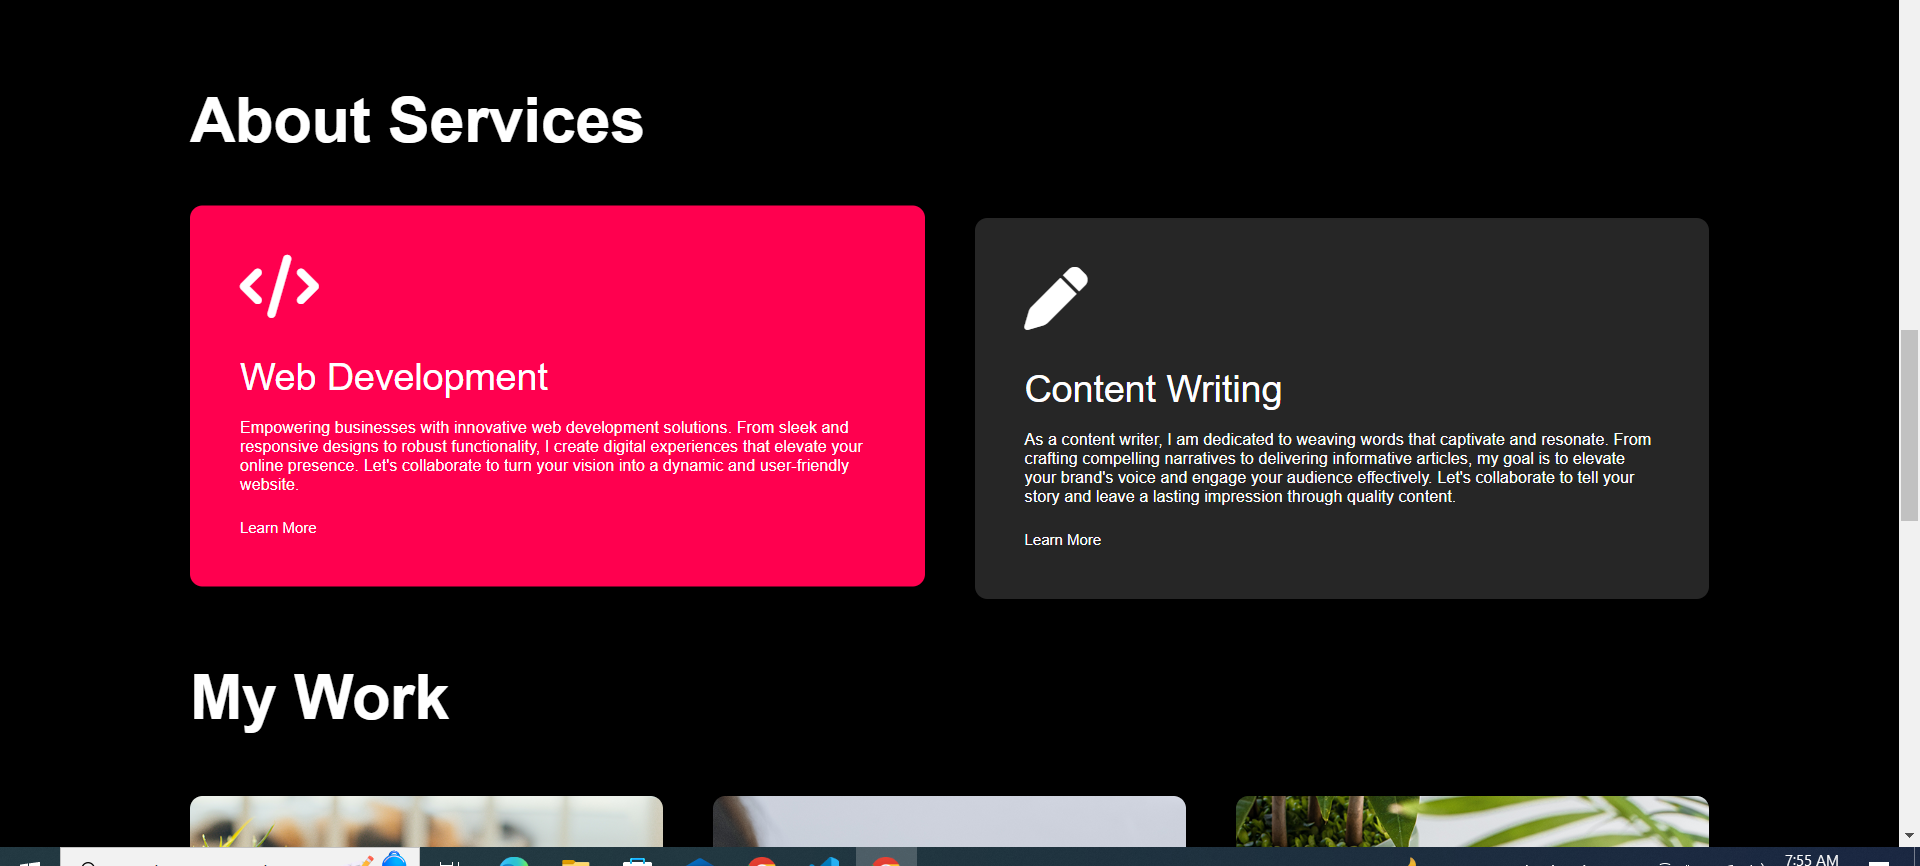 About Services
Web Development
Empowering businesses with innovative web development solutions. From sleek and
responsive designs to robust functionality, I create digital experiences that elevate your
online presence. Let's collaborate to turn your vision into a dynamic and user-friendly
website.
Learn More
Content Writing
As a content writer, I am dedicated to weaving words that captivate and resonate. From
crafting compelling narratives to delivering informative articles, my goal is to elevate
your brand's voice and engage your audience effectively. Let's collaborate to tell your
story and leave a lasting impression through quality content.
Learn More
My Work
7:55 AM